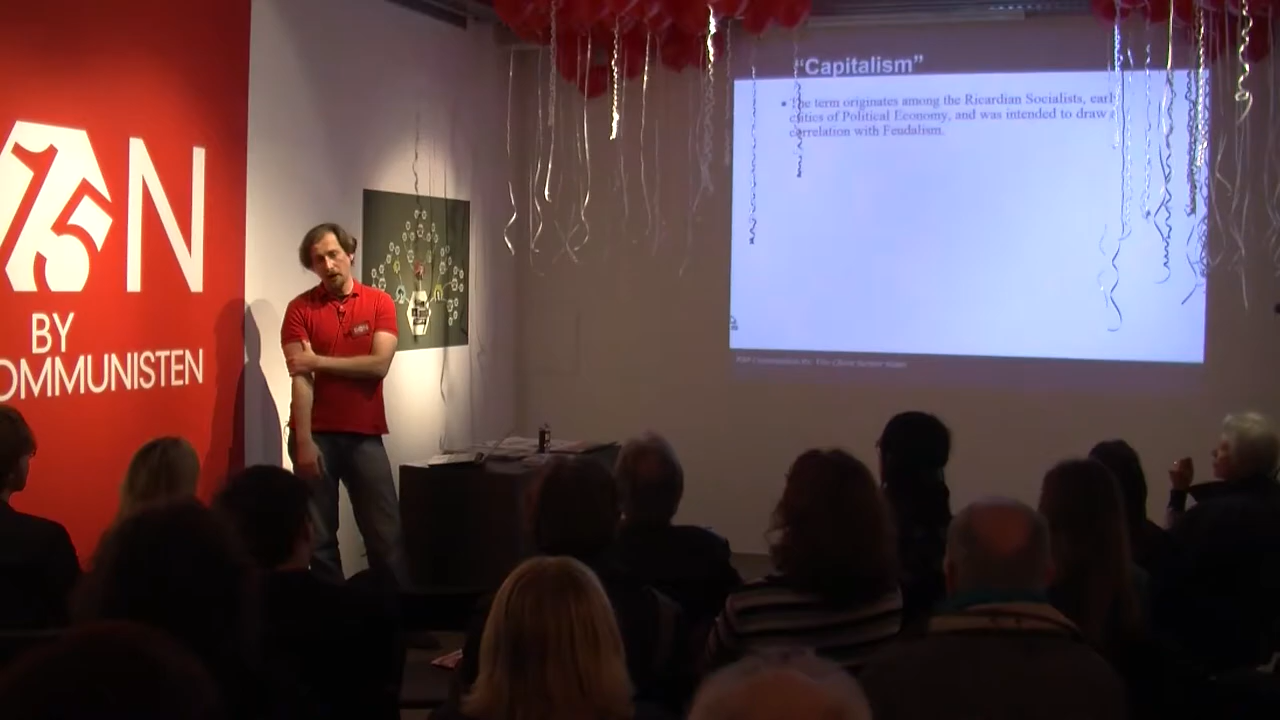 N
BY
OMMUNISTEN
"Capitalism"
The term originates among the Ricardian Socialists, earl
critics of Political Economy, and was intended to draw
correlation with Feudalism.